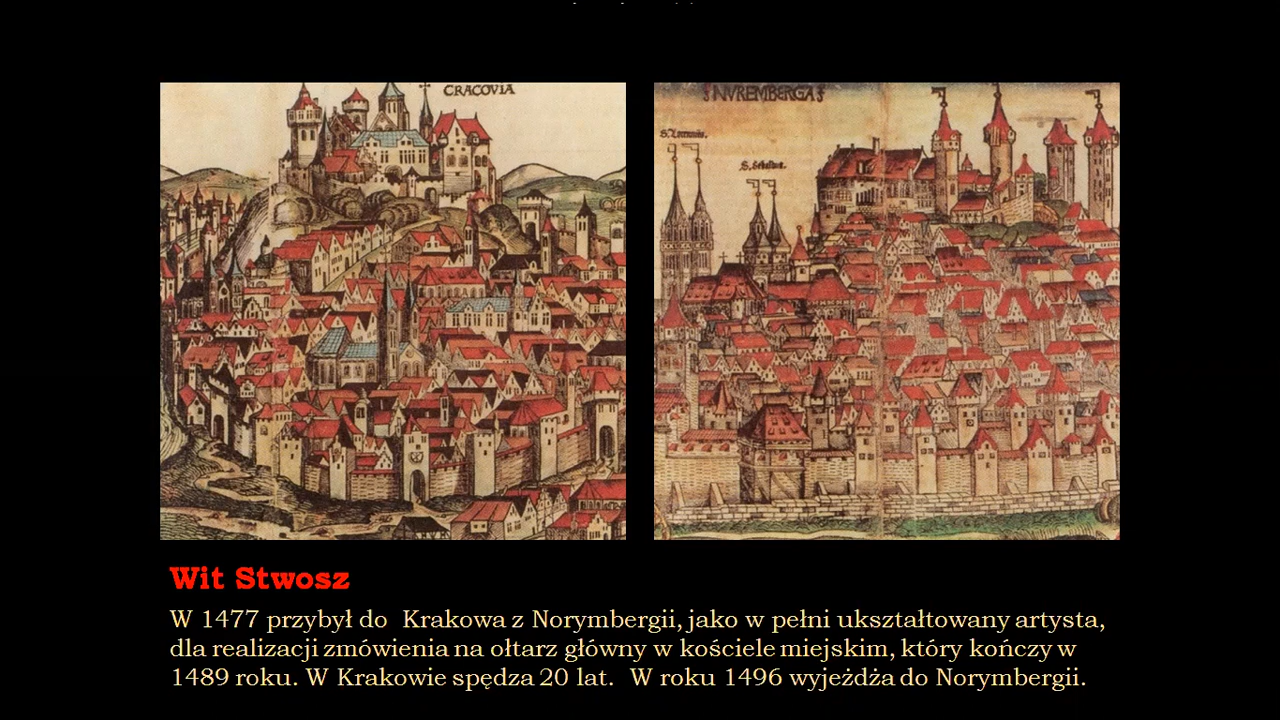 CRACOVIA
NVREMBERGA
S. Sebaldus.
Wit Stwosz
W 1477 przybył do Krakowa z Norymbergii, jako w pełni ukształtowany artysta,
dla realizacji zmówienia na ołtarz główny w kościele miejskim, który kończy w
1489 roku. W Krakowie spędza 20 lat. W roku 1496 wyjeżdża do Norymbergii.